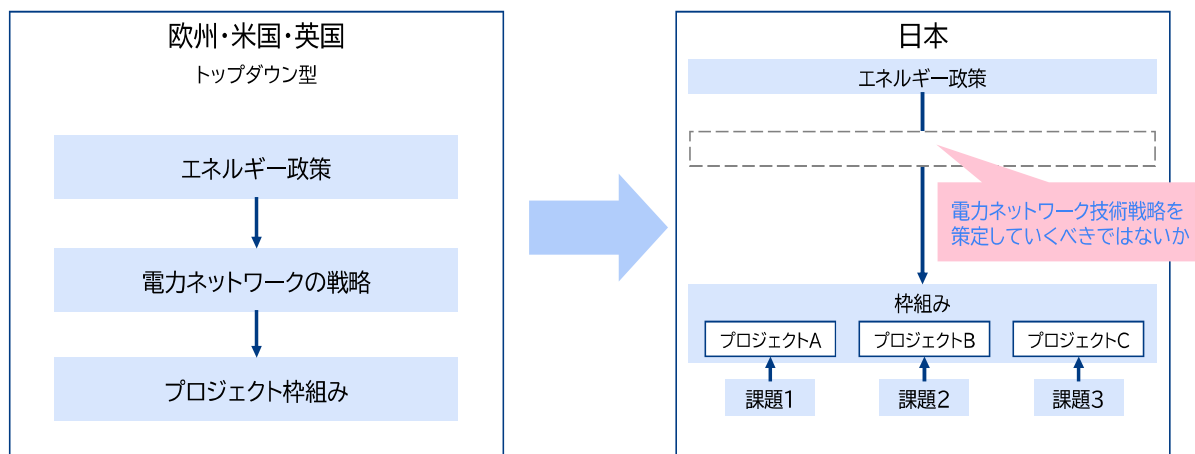 欧州・米国・英国
トップダウン型
エネルギー政策
電力ネットワークの戦略
プロジェクト枠組み
日本
エネルギー政策
電力ネットワーク技術戦略を
策定していくべきではないか
枠組み
プロジェクトA
プロジェクトB
プロジェクトC
課題1
課題2
課題3